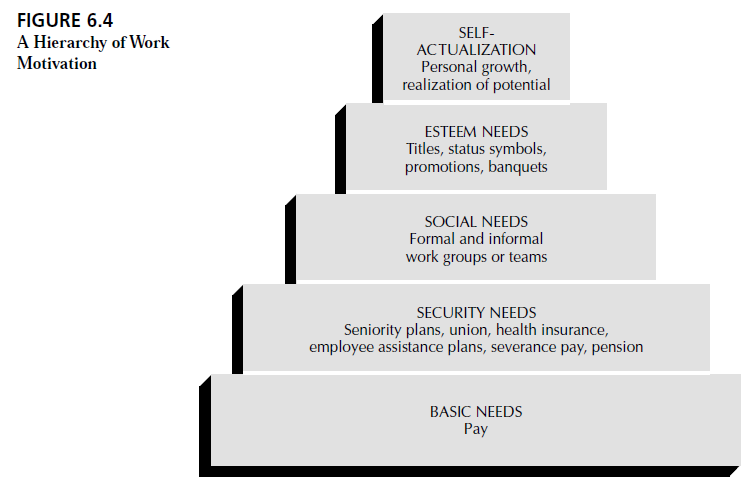 FIGURE 6.4
A Hierarchy of Work
Motivation
SELF-
ACTUALIZATION
Personal growth,
realization of potential
ESTEEM NEEDS
Titles, status symbols,
promotions, banquets
SOCIAL NEEDS
Formal and informal
work groups or teams
SECURITY NEEDS
Seniority plans, union, health insurance,
employee assistance plans, severance pay, pension
BASIC NEEDS
Pay